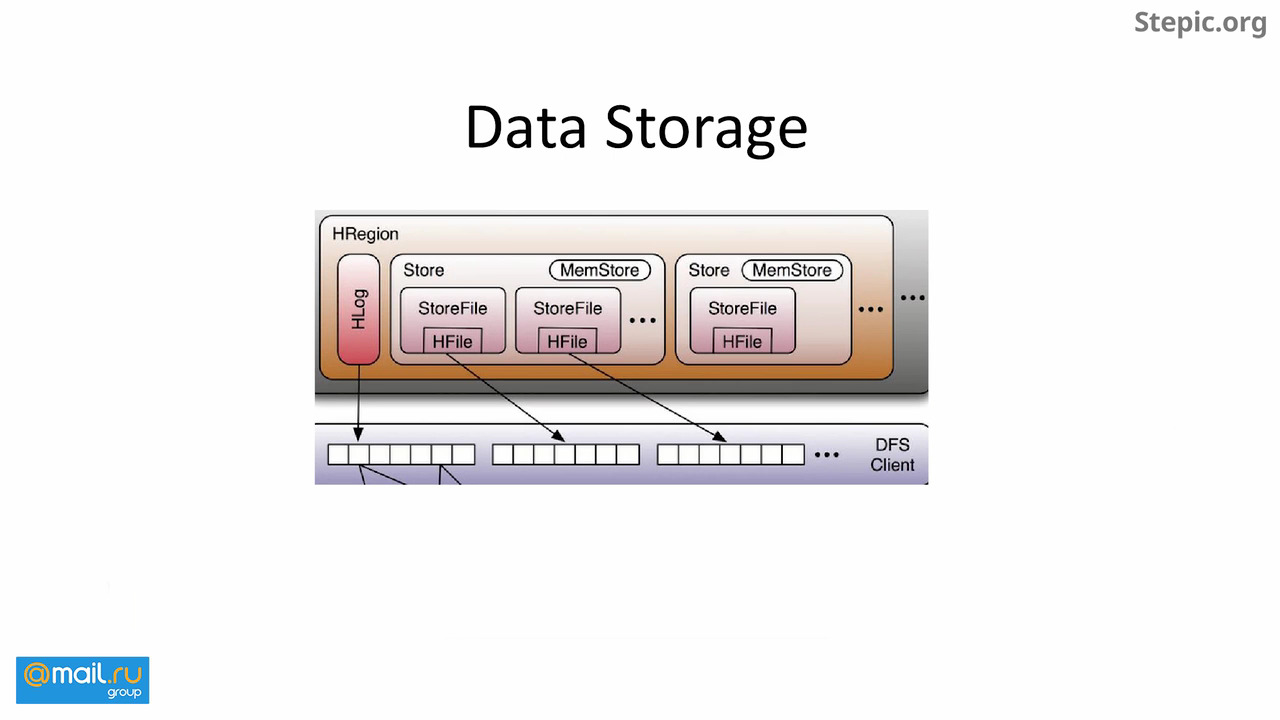 Stepic.org
Data Storage
HRegion
HLog
Store
MemStore
StoreFile
HFile
StoreFile
HFile
...
Store
MemStore
StoreFile
HFile
...
...
...
DFS
Client
@mail.ru
group